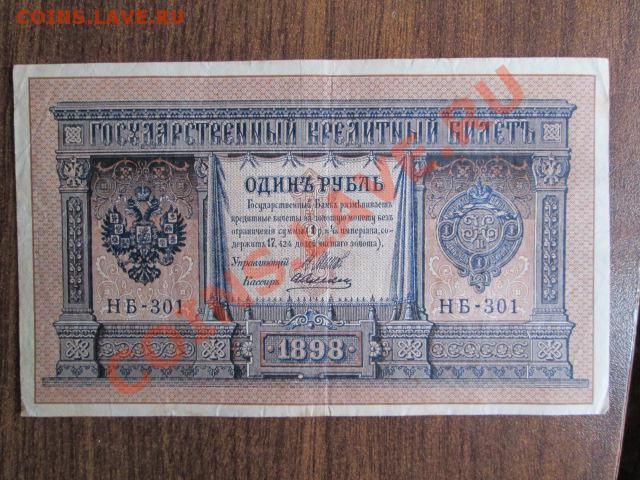 COINS.LAVE.RU
COINS.LAVE.RU
ГОСУДАРСТВЕННЫЙ КРЕДИТНЫЙ БИЛЕТЪ
ОДИНЪ РУБЛЬ
Государственный Банкъ размѣниваетъ
кредитные билеты на золотую монету безъ
ограниченія суммы (1 р. = 1/15 имперіала, со-
держитъ 17,424 долей чистаго золота).
Управляющій
Кассиръ
НБ-301
НБ-301
1898